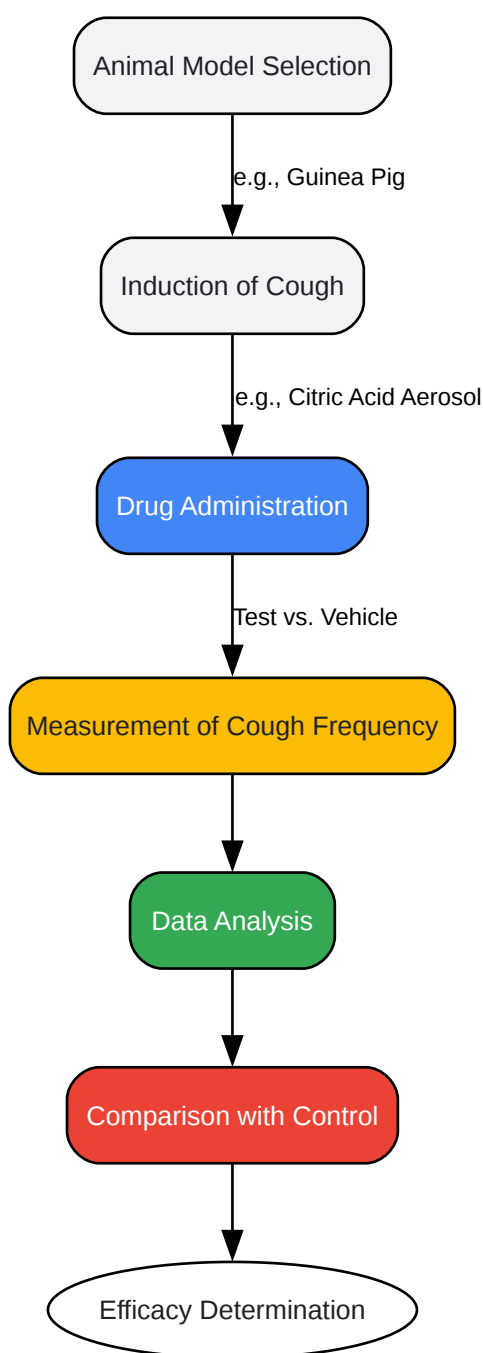 Animal Model Selection
e.g., Guinea Pig
Induction of Cough
e.g., Citric Acid Aerosol
Drug Administration
Test vs. Vehicle
Measurement of Cough Frequency
Data Analysis
Comparison with Control
Efficacy Determination